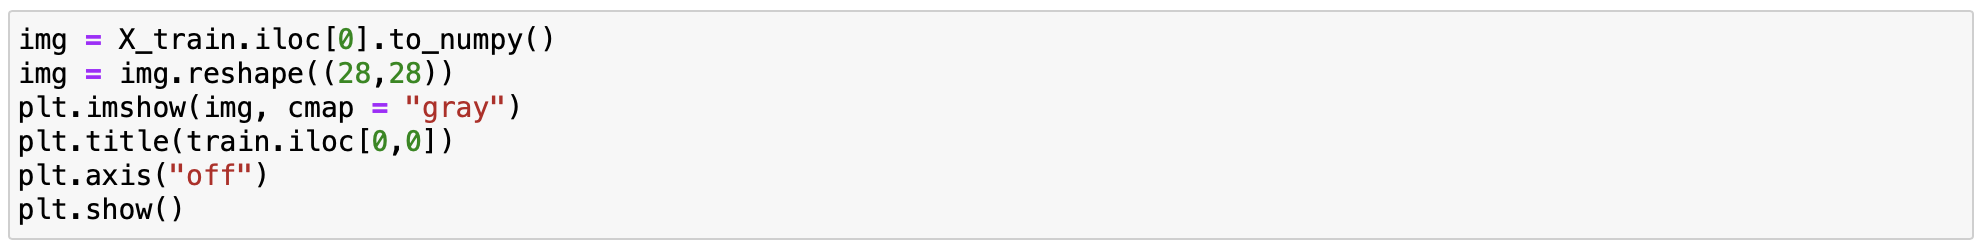 img = X_train.iloc[0].to_numpy()
img = img.reshape((28,28))
plt.imshow(img, cmap = "gray")
plt.title(train.iloc[0,0])
plt.axis("off")
plt.show()